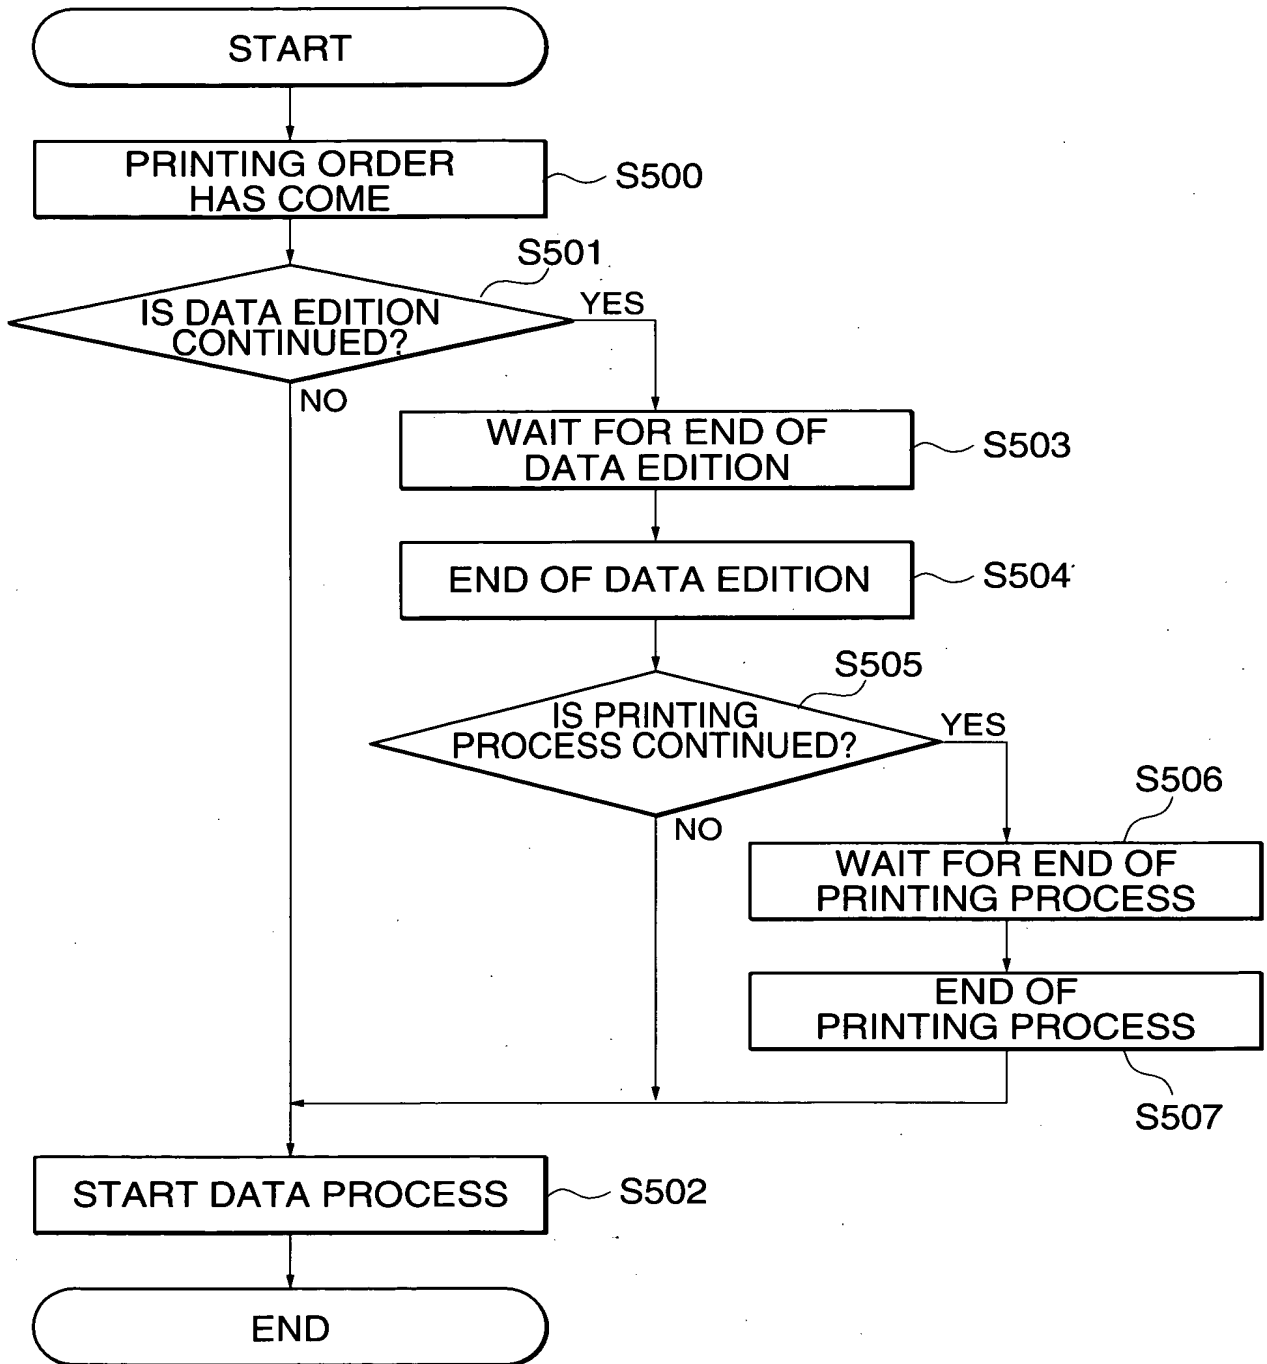 START
PRINTING ORDER
HAS COME
S500
S501
IS DATA EDITION
CONTINUED?
YES
NO
WAIT FOR END OF
DATA EDITION
S503
END OF DATA EDITION
S504
S505
IS PRINTING
PROCESS CONTINUED?
YES
NO
S506
WAIT FOR END OF
PRINTING PROCESS
END OF
PRINTING PROCESS
S507
START DATA PROCESS
S502
END